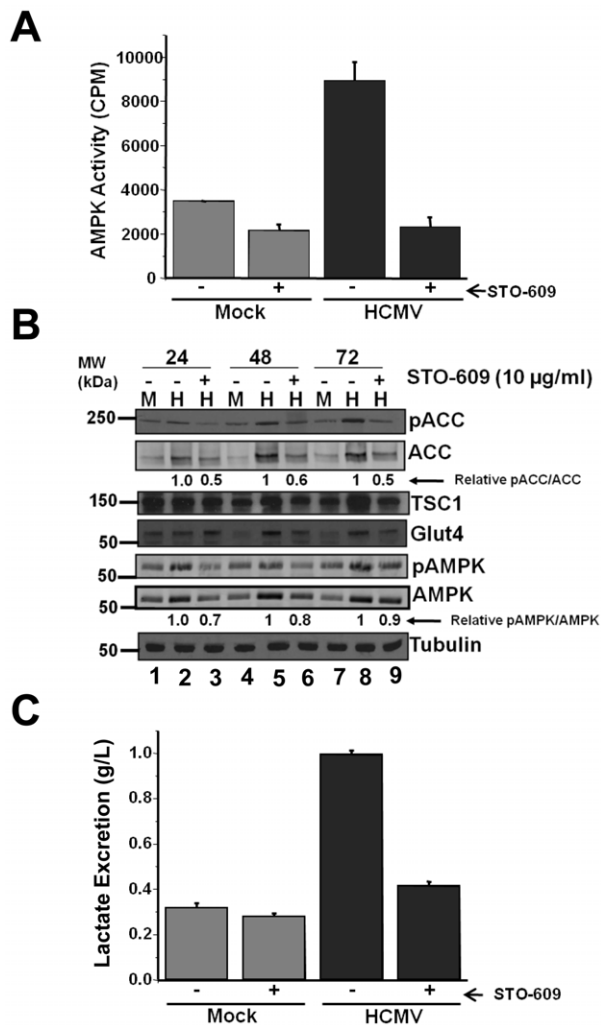 A
AMPK Activity (CPM)
10000
8000
6000
4000
2000
0
- + - +
←STO-609
Mock HCMV
B
MW
(kDa)
24 48 72
- - + - - + - - + STO-609 (10 µg/ml)
M H H M H H M H H
250 pACC
ACC
1.0 0.5 1 0.6 1 0.5 ← Relative pACC/ACC
150 TSC1
50 Glut4
50 pAMPK
50 AMPK
1.0 0.7 1 0.8 1 0.9 ← Relative pAMPK/AMPK
50 Tubulin
1 2 3 4 5 6 7 8 9
C
Lactate Excretion (g/L)
1.0
0.8
0.6
0.4
0.2
0.0
- + - + ← STO-609
Mock HCMV